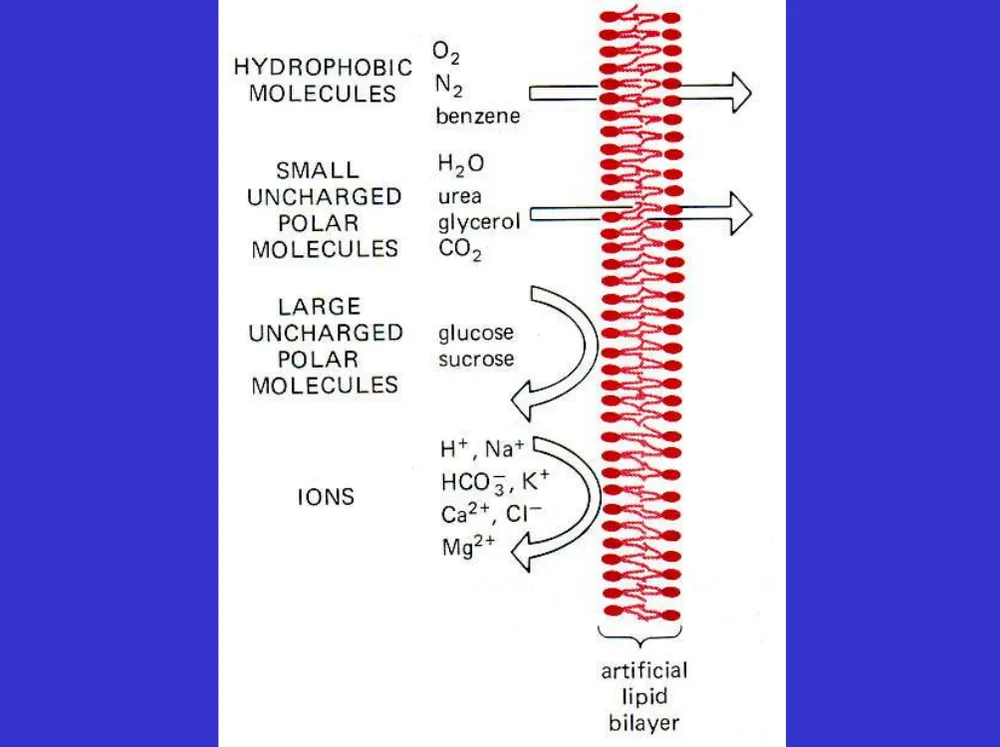 HYDROPHOBIC
MOLECULES
O₂
N₂
benzene
SMALL
UNCHARGED
POLAR
MOLECULES
H₂O
urea
glycerol
CO₂
LARGE
UNCHARGED
POLAR
MOLECULES
glucose
sucrose
IONS
H⁺, Na⁺
HCO₃⁻, K⁺
Ca²⁺, Cl⁻
Mg²⁺
artificial
lipid
bilayer